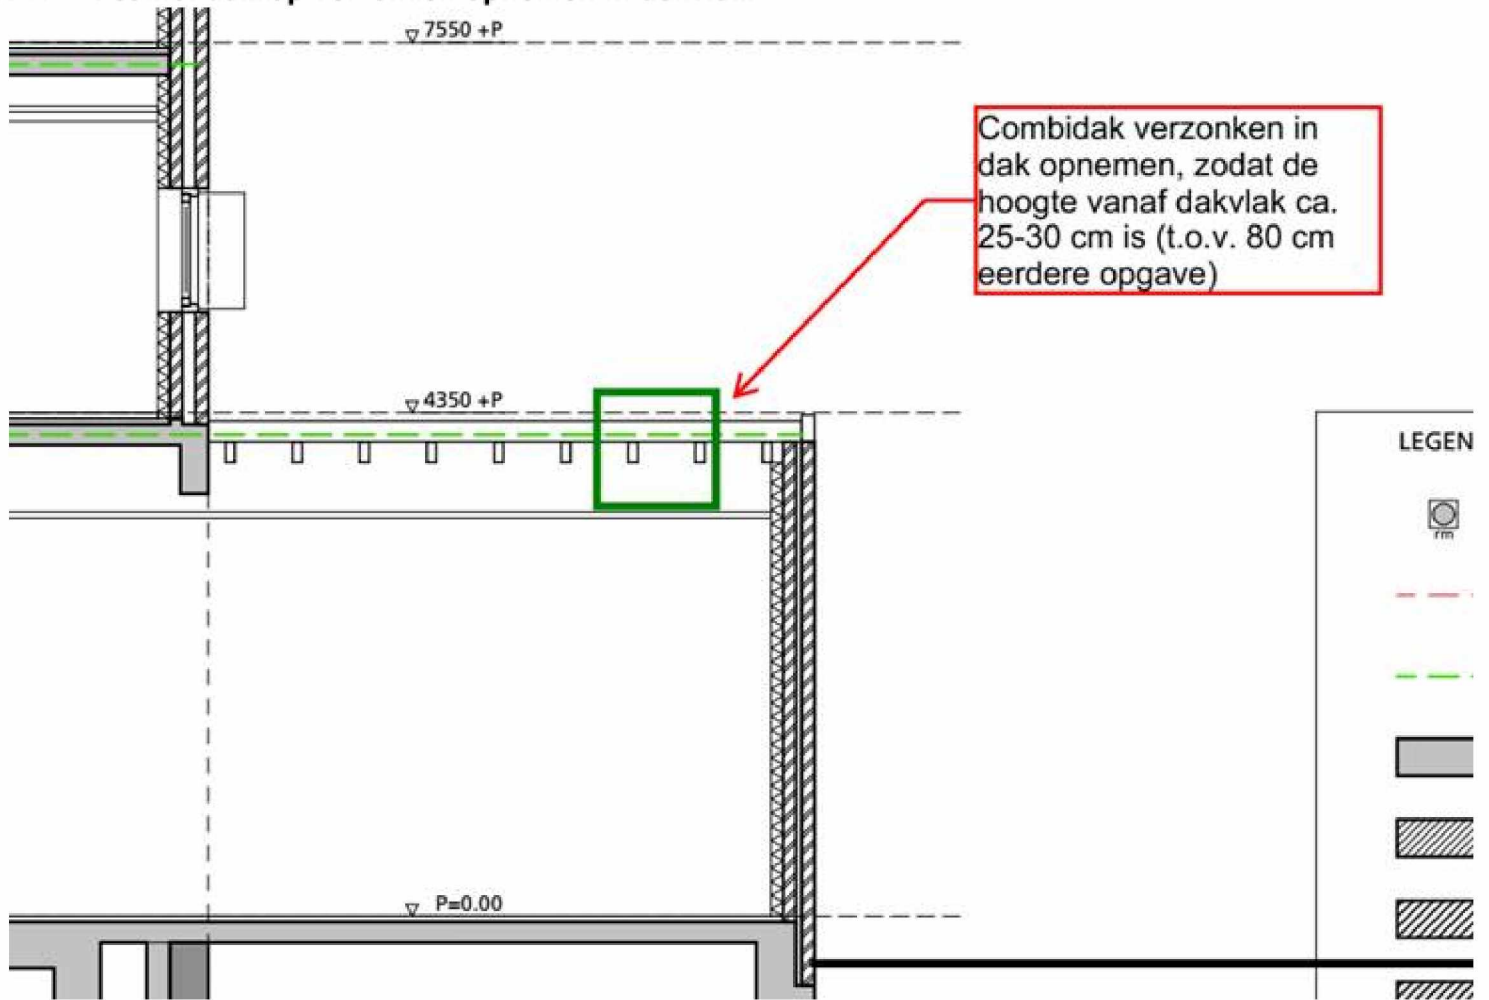 7550 +P
Combidak verzonken in
dak opnemen, zodat de
hoogte vanaf dakvlak ca.
25-30 cm is (t.o.v. 80 cm
eerdere opgave)
4350 +P
LEGEN
rm
P=0.00